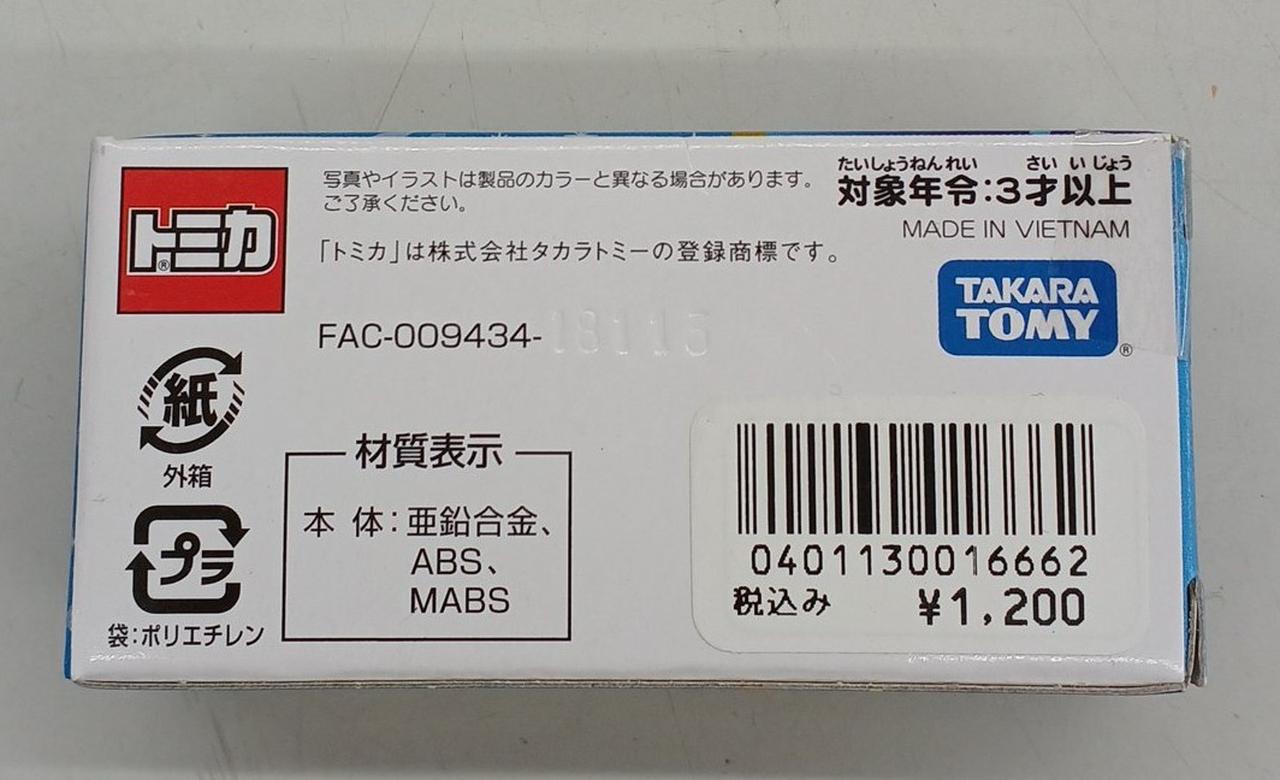 トミカ®
写真やイラストは製品のカラーと異なる場合があります。
ご了承ください。
「トミカ」は株式会社タカラトミーの登録商標です。
FAC-009434-18115
たいしょうねんれい さい い じょう
対象年令:3才以上
MADE IN VIETNAM
TAKARA
TOMY®
紙
外箱
プラ
袋:ポリエチレン
材質表示
本 体:亜鉛合金、
ABS、
MABS
0401130016662
税込み ¥1,200